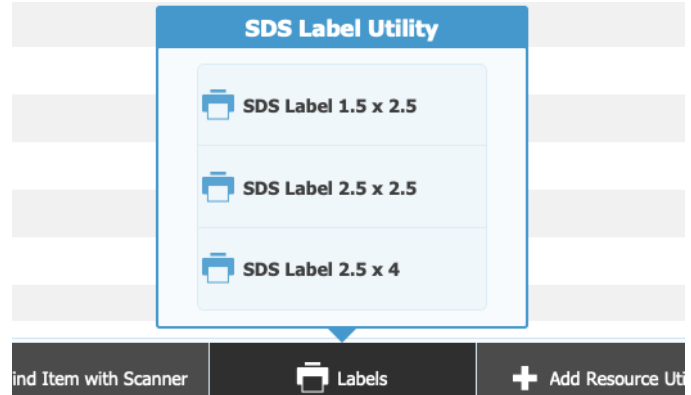 SDS Label Utility
SDS Label 1.5 x 2.5
SDS Label 2.5 x 2.5
SDS Label 2.5 x 4
ind Item with Scanner
Labels
Add Resource Uti